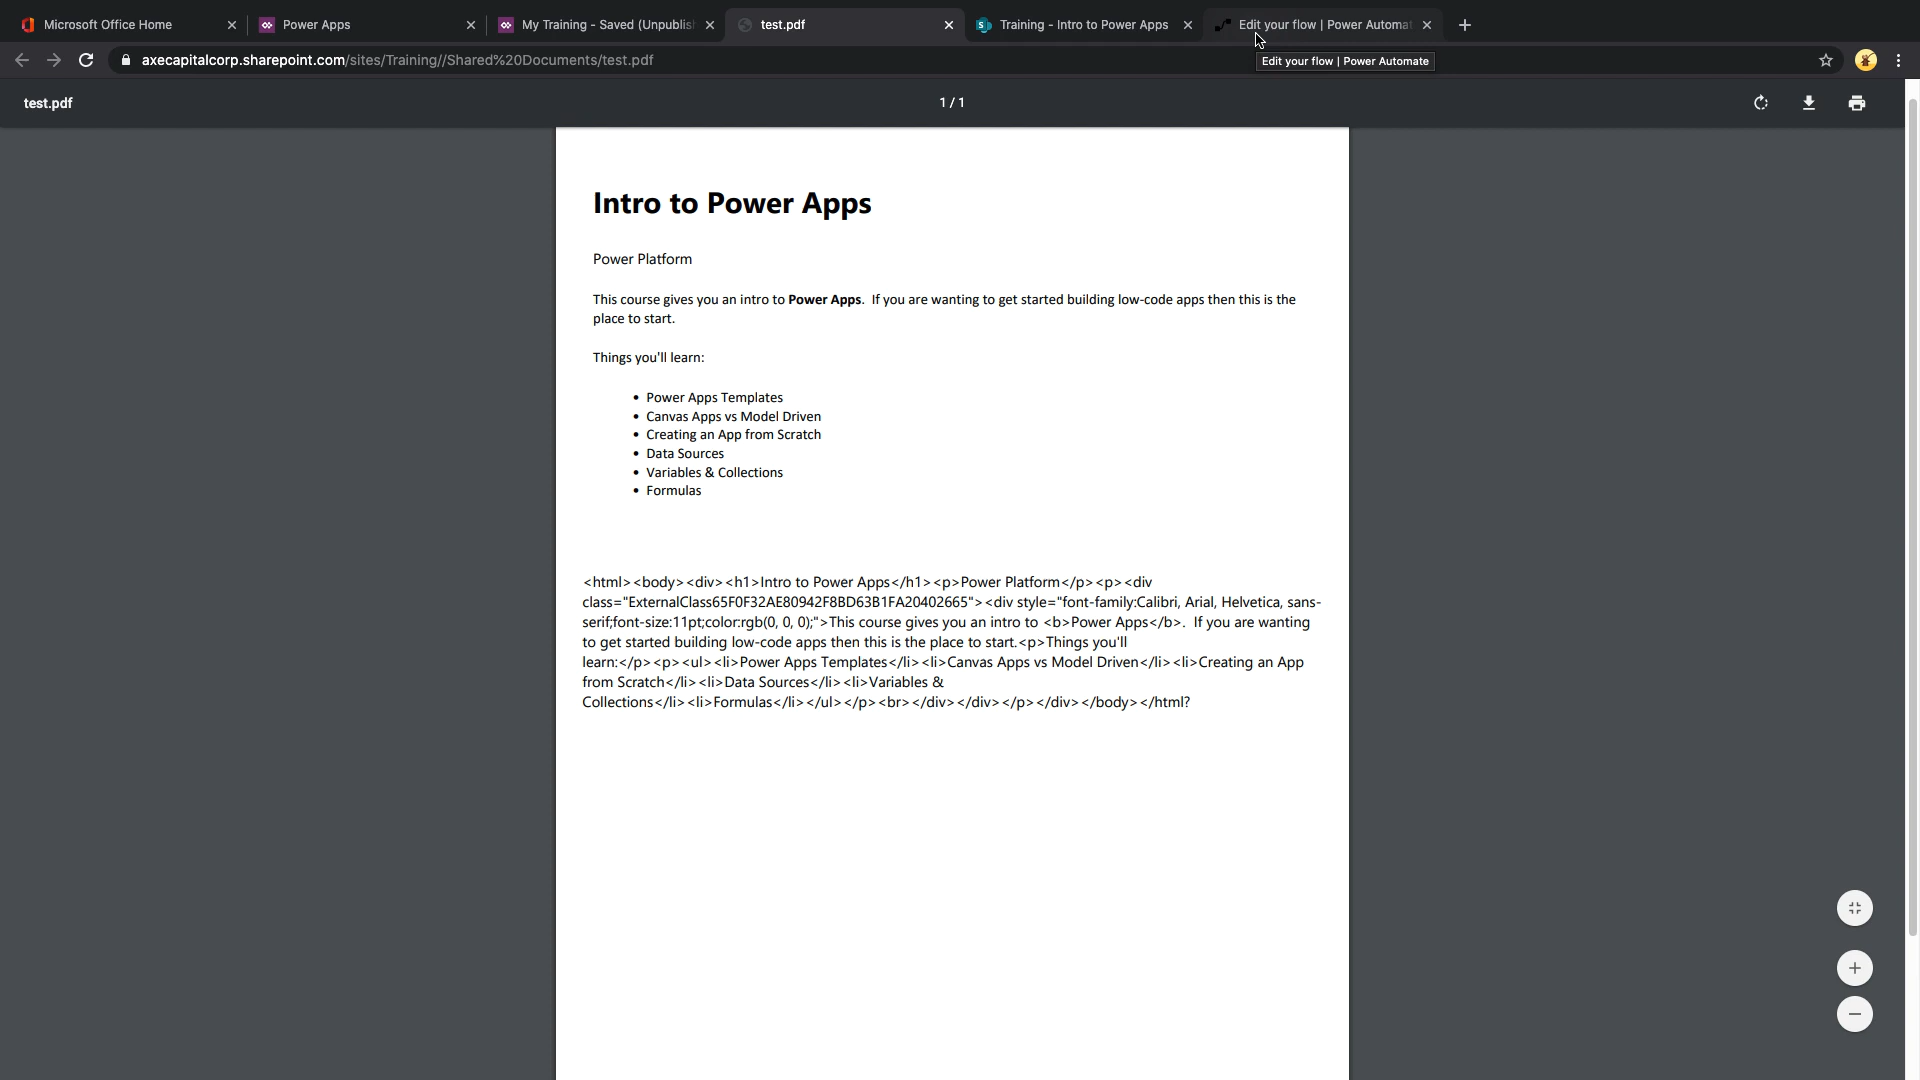 Microsoft Office Home
Power Apps
My Training - Saved (Unpublis
test.pdf
Training - Intro to Power Apps
Edit your flow | Power Automat
axecapitalcorp.sharepoint.com/sites/Training//Shared%20Documents/test.pdf
Edit your flow | Power Automate
test.pdf
1 / 1
Intro to Power Apps
Power Platform
This course gives you an intro to Power Apps.  If you are wanting to get started building low-code apps then this is the
place to start.
Things you'll learn:
• Power Apps Templates
• Canvas Apps vs Model Driven
• Creating an App from Scratch
• Data Sources
• Variables & Collections
• Formulas
<html><body><div><h1>Intro to Power Apps</h1><p>Power Platform</p><p><div
class="ExternalClass65F0F32AE80942F8BD63B1FA20402665"><div style="font-family:Calibri, Arial, Helvetica, sans-
serif;font-size:11pt;color:rgb(0, 0, 0);">This course gives you an intro to <b>Power Apps</b>.  If you are wanting
to get started building low-code apps then this is the place to start.<p>Things you'll
learn:</p><p><ul><li>Power Apps Templates</li><li>Canvas Apps vs Model Driven</li><li>Creating an App
from Scratch</li><li>Data Sources</li><li>Variables &
Collections</li><li>Formulas</li></ul></p><br></div></div></p></div></body></html?